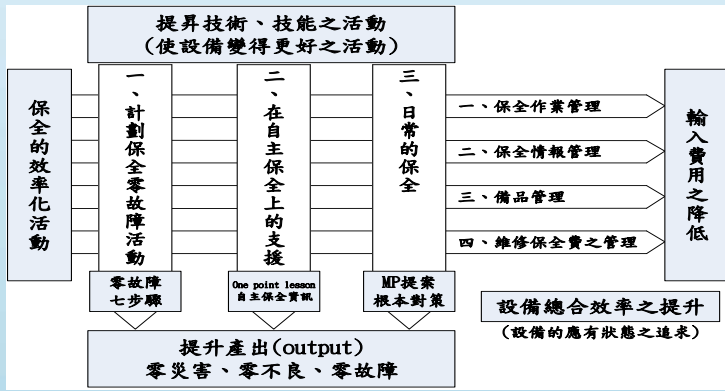 提昇技術、技能之活動
(使設備變得更好之活動)
保全的效率化活動
一、計劃保全零故障活動
二、在自主保全上的支援
三、日常的保全
一、保全作業管理
二、保全情報管理
三、備品管理
四、維修保全費之管理
輸入費用之降低
零故障
七步驟
One point lesson
自主保全資訊
MP提案
根本對策
設備總合效率之提升
(設備的應有狀態之追求)
提升產出(output)
零災害、零不良、零故障